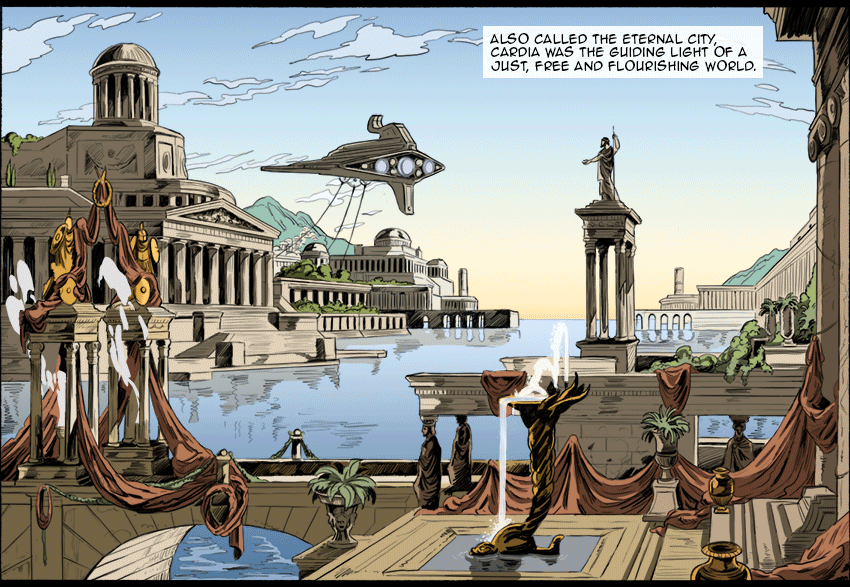 ALSO CALLED THE ETERNAL CITY,
CARDIA WAS THE GUIDING LIGHT OF A
JUST, FREE AND FLOURISHING WORLD.